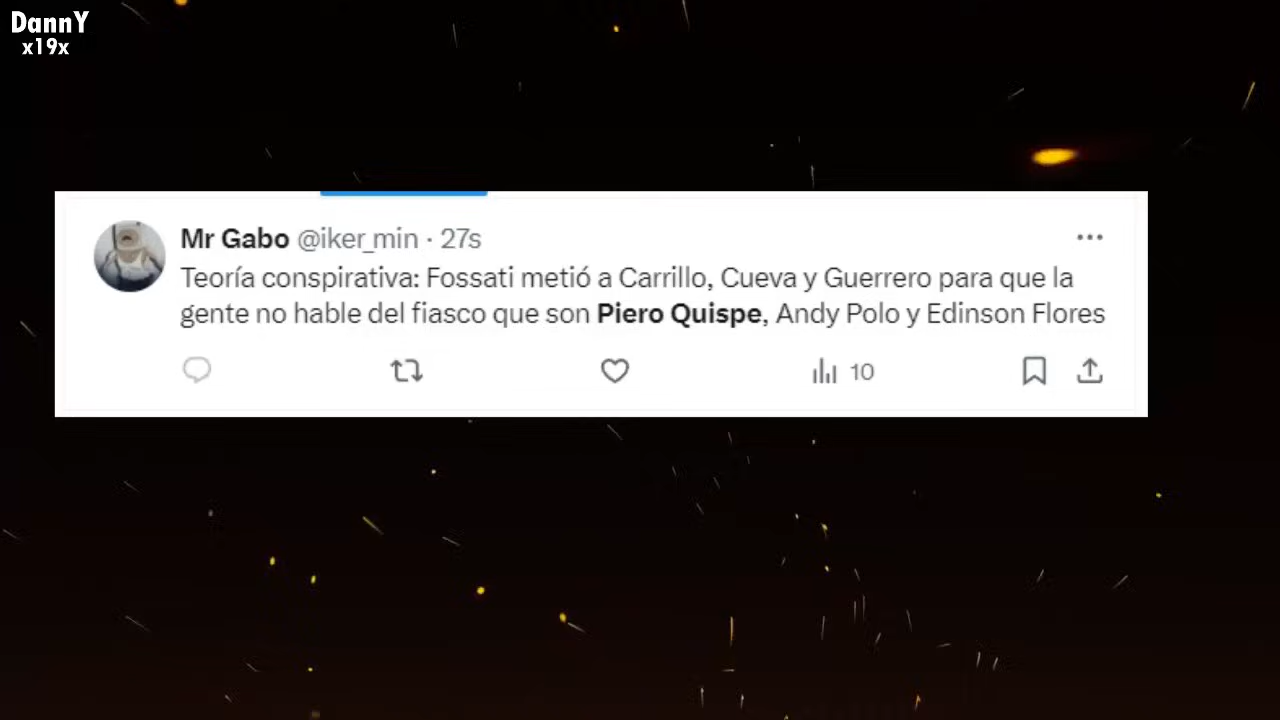 DannY
x19x
Mr Gabo @iker_min · 27s
Teoría conspirativa: Fossati metió a Carrillo, Cueva y Guerrero para que la
gente no hable del fiasco que son Piero Quispe, Andy Polo y Edinson Flores
10